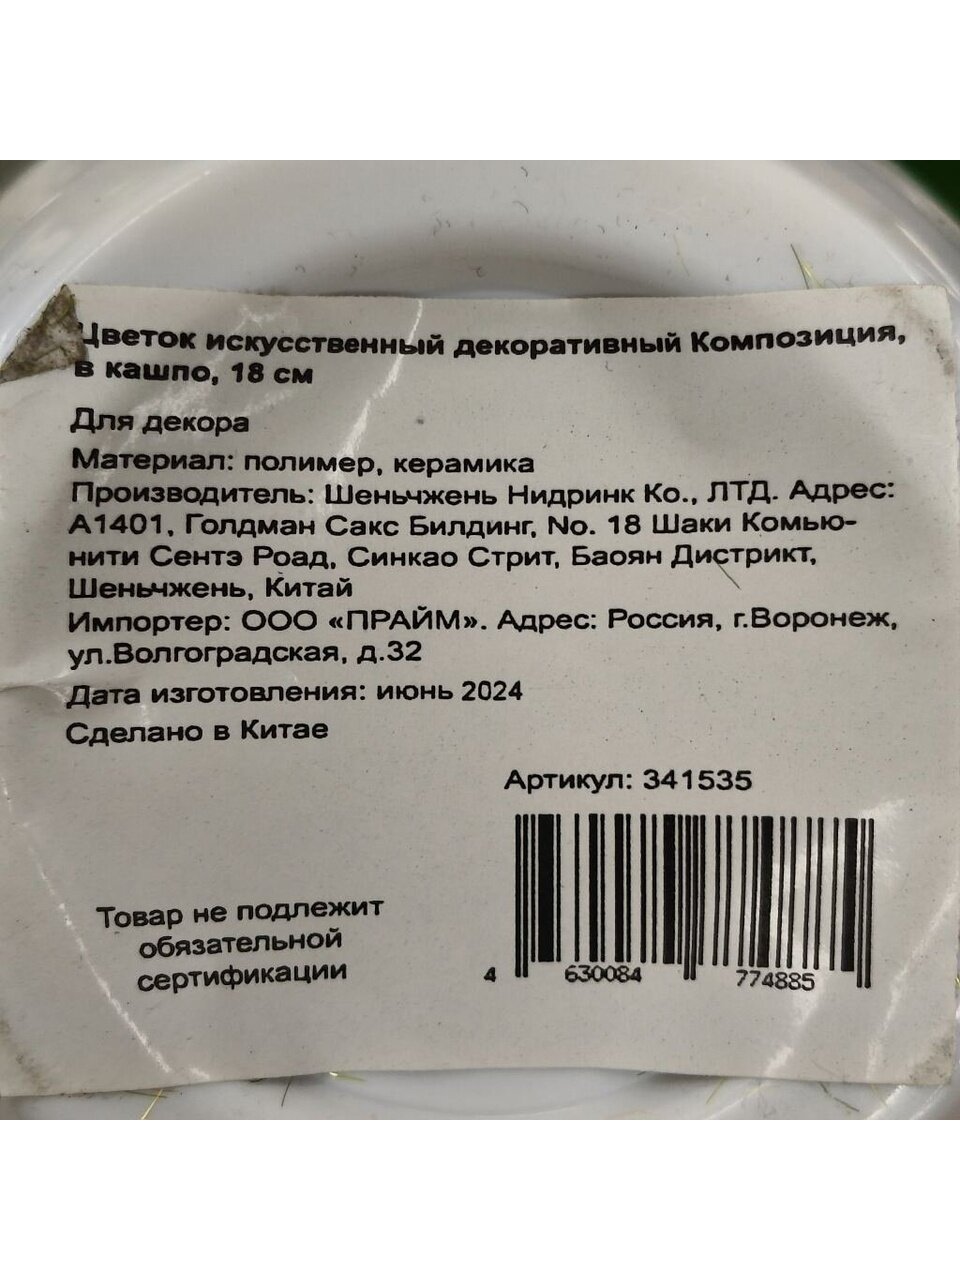 Цветок искусственный декоративный Композиция,
в кашпо, 18 см
Для декора
Материал: полимер, керамика
Производитель: Шеньчжень Нидринк Ко., ЛТД. Адрес:
А1401, Голдман Сакс Билдинг, No. 18 Шаки Комью-
нити Сентэ Роад, Синкао Стрит, Баоян Дистрикт,
Шеньчжень, Китай
Импортер: ООО «ПРАЙМ». Адрес: Россия, г.Воронеж,
ул.Волгоградская, д.32
Дата изготовления: июнь 2024
Сделано в Китае
Артикул: 341535
Товар не подлежит
обязательной
сертификации
4 630084 774885